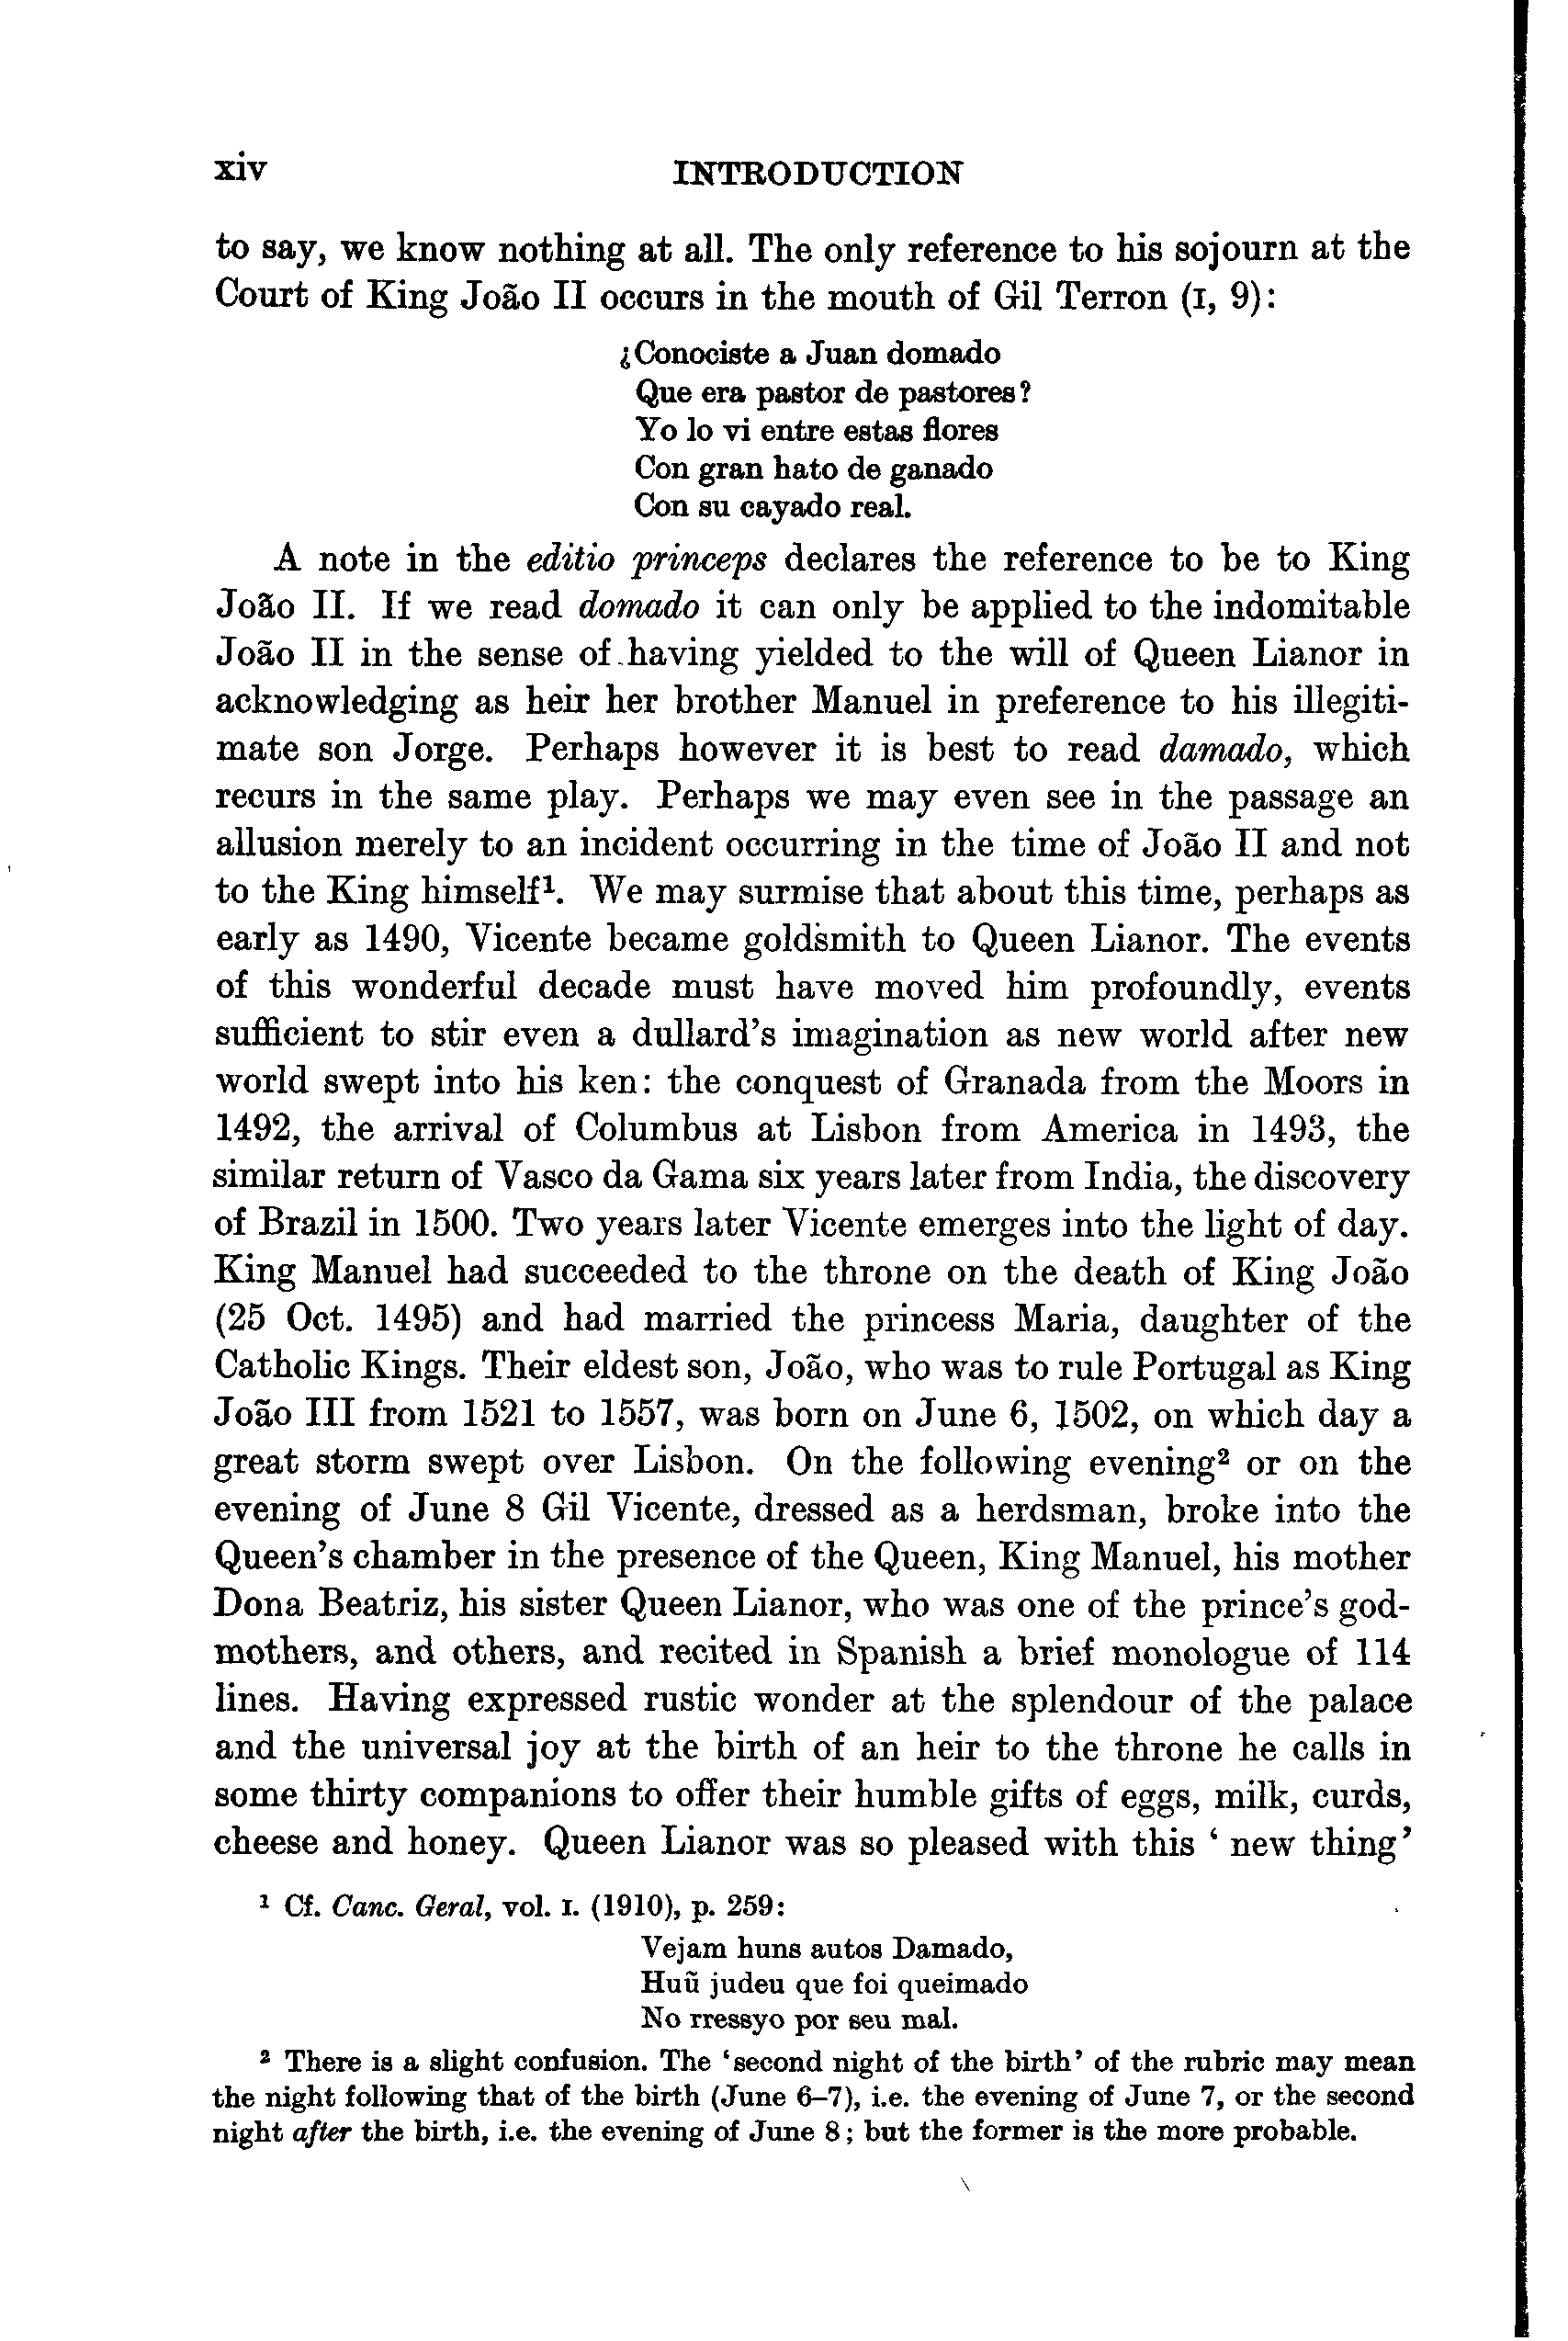 xiv INTRODUCTION
to say, we know nothing at all. The only reference to his sojourn at the
Court of King João II occurs in the mouth of Gil Terron (I, 9):
¿Conociste a Juan domado
Que era pastor de pastores?
Yo lo vi entre estas flores
Con gran hato de ganado
Con su cayado real.
A note in the editio princeps declares the reference to be to King
João II. If we read domado it can only be applied to the indomitable
João II in the sense of having yielded to the will of Queen Lianor in
acknowledging as heir her brother Manuel in preference to his illegiti-
mate son Jorge. Perhaps however it is best to read damado, which
recurs in the same play. Perhaps we may even see in the passage an
allusion merely to an incident occurring in the time of João II and not
to the King himself¹. We may surmise that about this time, perhaps as
early as 1490, Vicente became goldsmith to Queen Lianor. The events
of this wonderful decade must have moved him profoundly, events
sufficient to stir even a dullard's imagination as new world after new
world swept into his ken: the conquest of Granada from the Moors in
1492, the arrival of Columbus at Lisbon from America in 1493, the
similar return of Vasco da Gama six years later from India, the discovery
of Brazil in 1500. Two years later Vicente emerges into the light of day.
King Manuel had succeeded to the throne on the death of King João
(25 Oct. 1495) and had married the princess Maria, daughter of the
Catholic Kings. Their eldest son, João, who was to rule Portugal as King
João III from 1521 to 1557, was born on June 6, 1502, on which day a
great storm swept over Lisbon. On the following evening² or on the
evening of June 8 Gil Vicente, dressed as a herdsman, broke into the
Queen's chamber in the presence of the Queen, King Manuel, his mother
Dona Beatriz, his sister Queen Lianor, who was one of the prince's god-
mothers, and others, and recited in Spanish a brief monologue of 114
lines. Having expressed rustic wonder at the splendour of the palace
and the universal joy at the birth of an heir to the throne he calls in
some thirty companions to offer their humble gifts of eggs, milk, curds,
cheese and honey. Queen Lianor was so pleased with this ' new thing'
¹ Cf. Canc. Geral, vol. I. (1910), p. 259:
Vejam huns autos Damado,
Huũ judeu que foi queimado
No rressyo por seu mal.
² There is a slight confusion. The 'second night of the birth' of the rubric may mean
the night following that of the birth (June 6–7), i.e. the evening of June 7, or the second
night after the birth, i.e. the evening of June 8; but the former is the more probable.